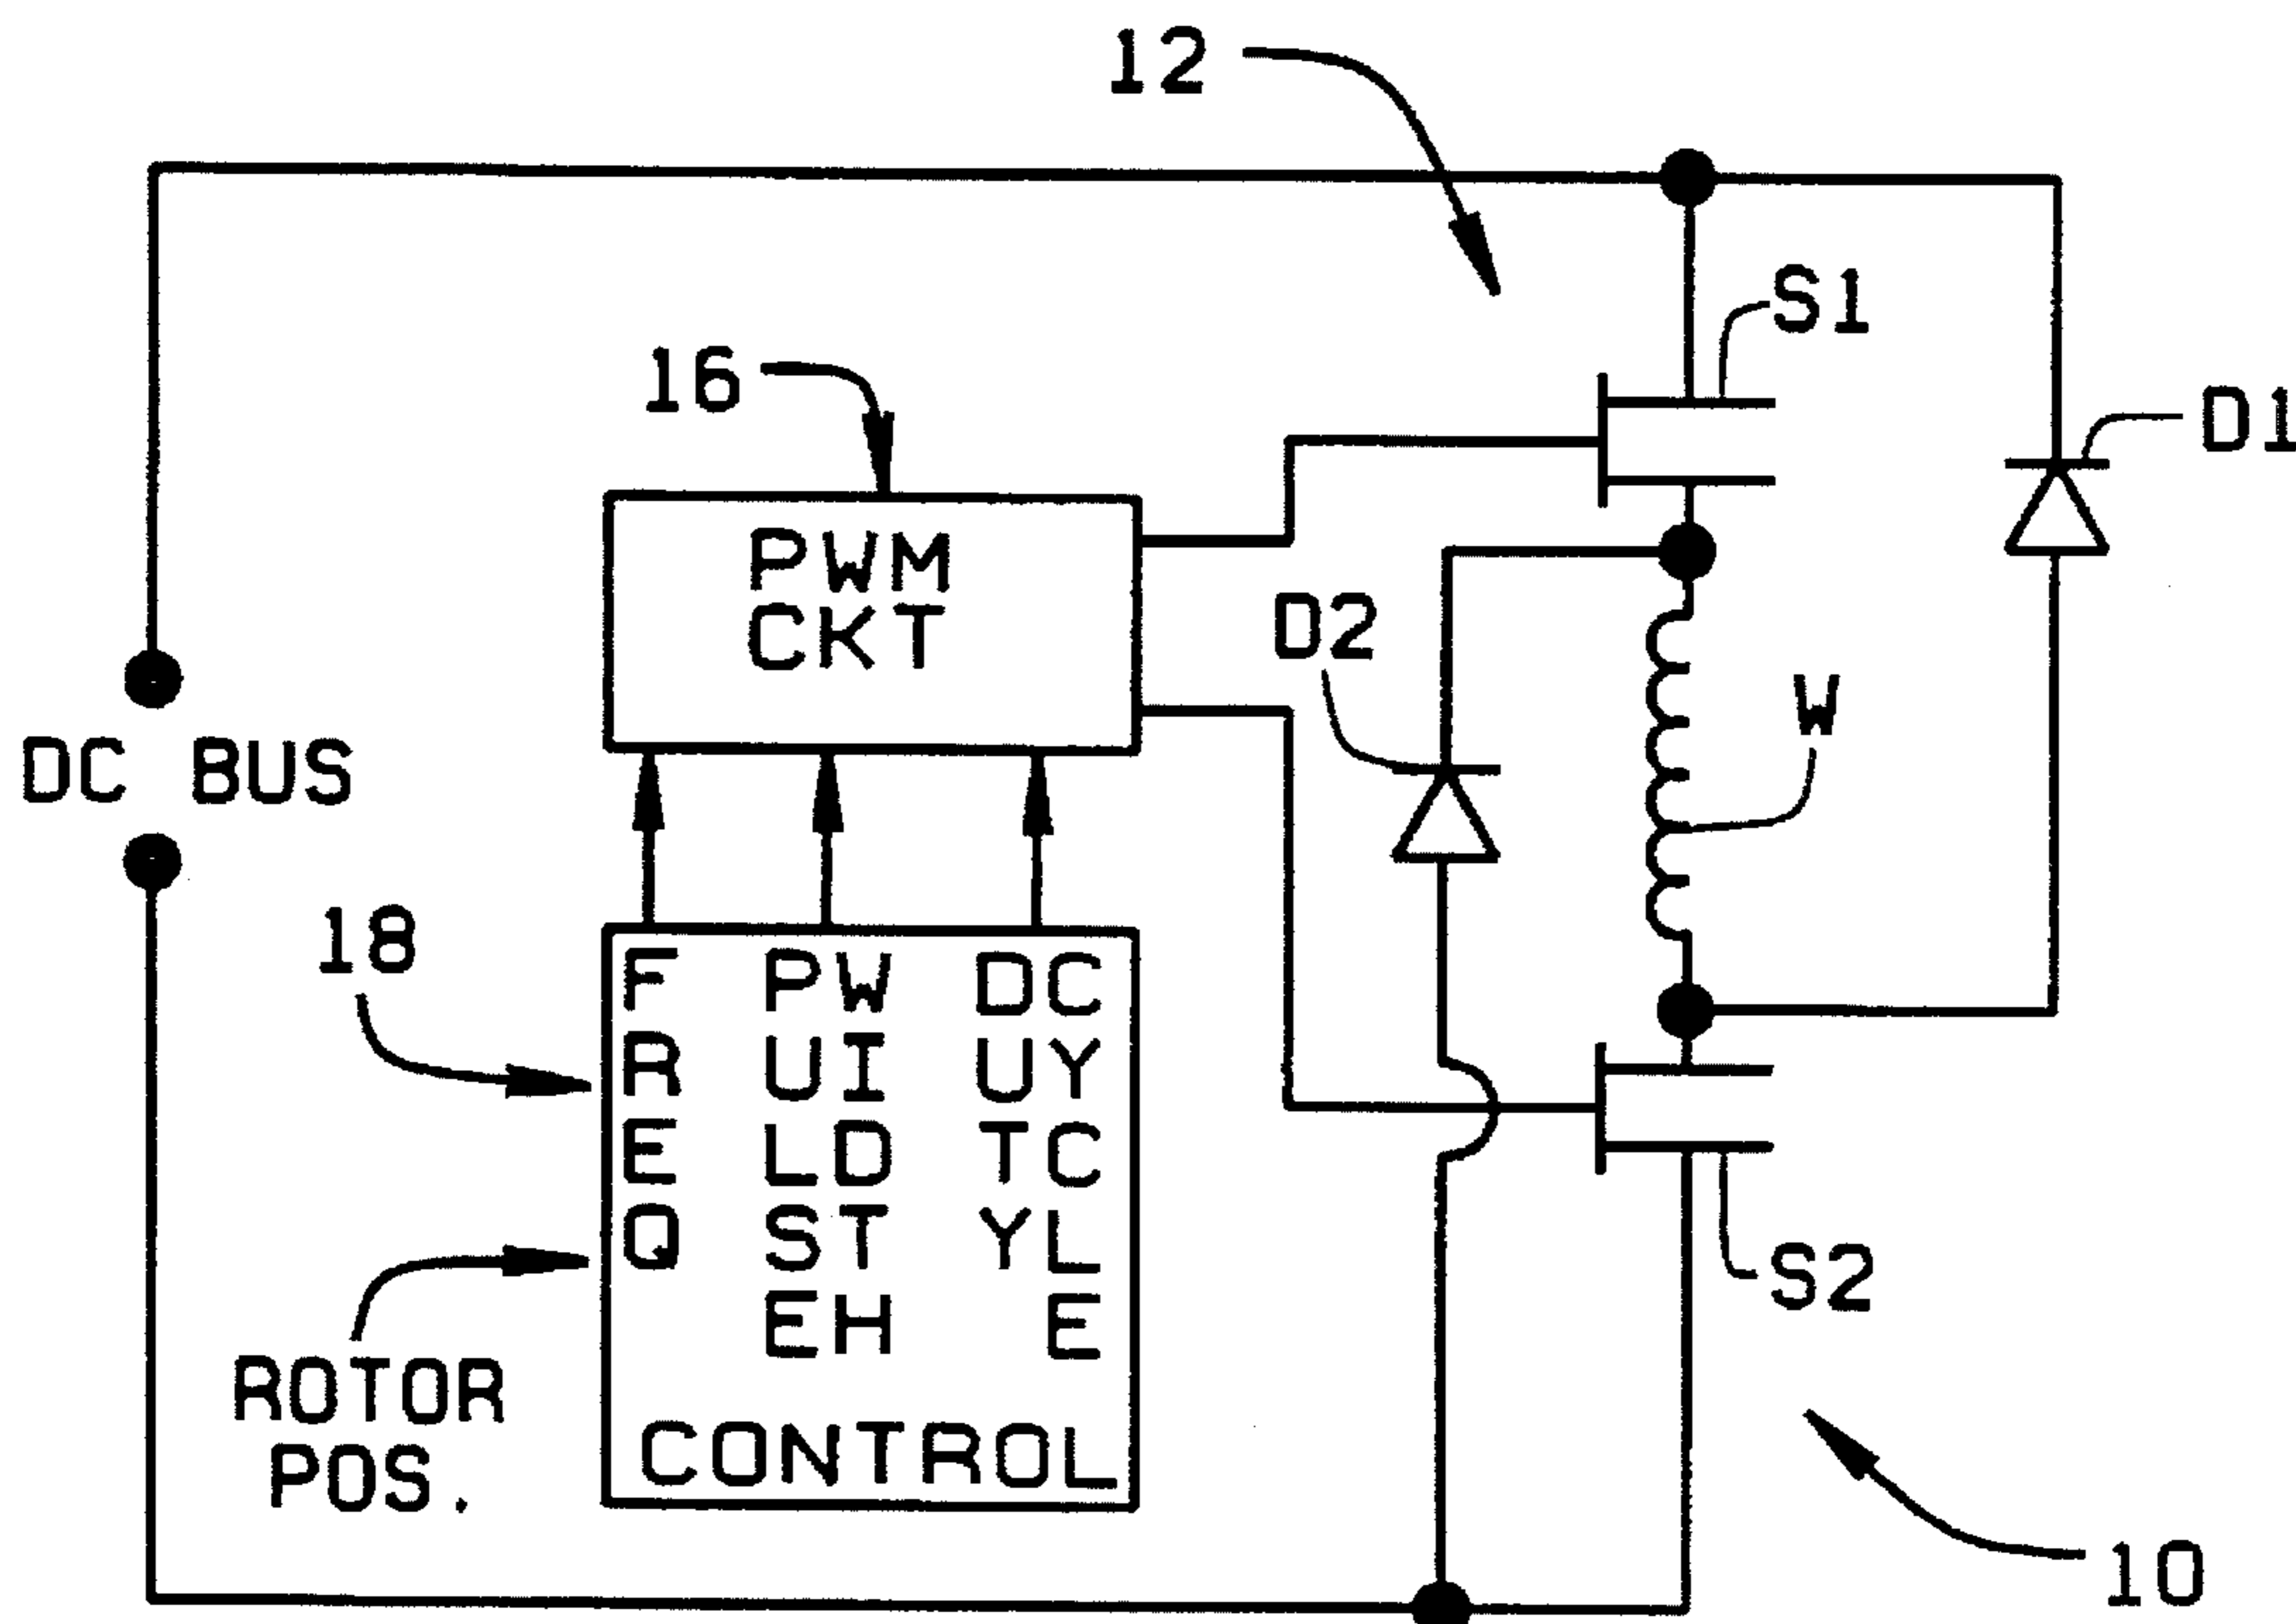 12
S1
16
D1
PWM
CKT
D2
W
DC BUS
18
F PW DC
R UI UY
E LD TC
Q ST YL
EH E
CONTROL
ROTOR
POS.
S2
10